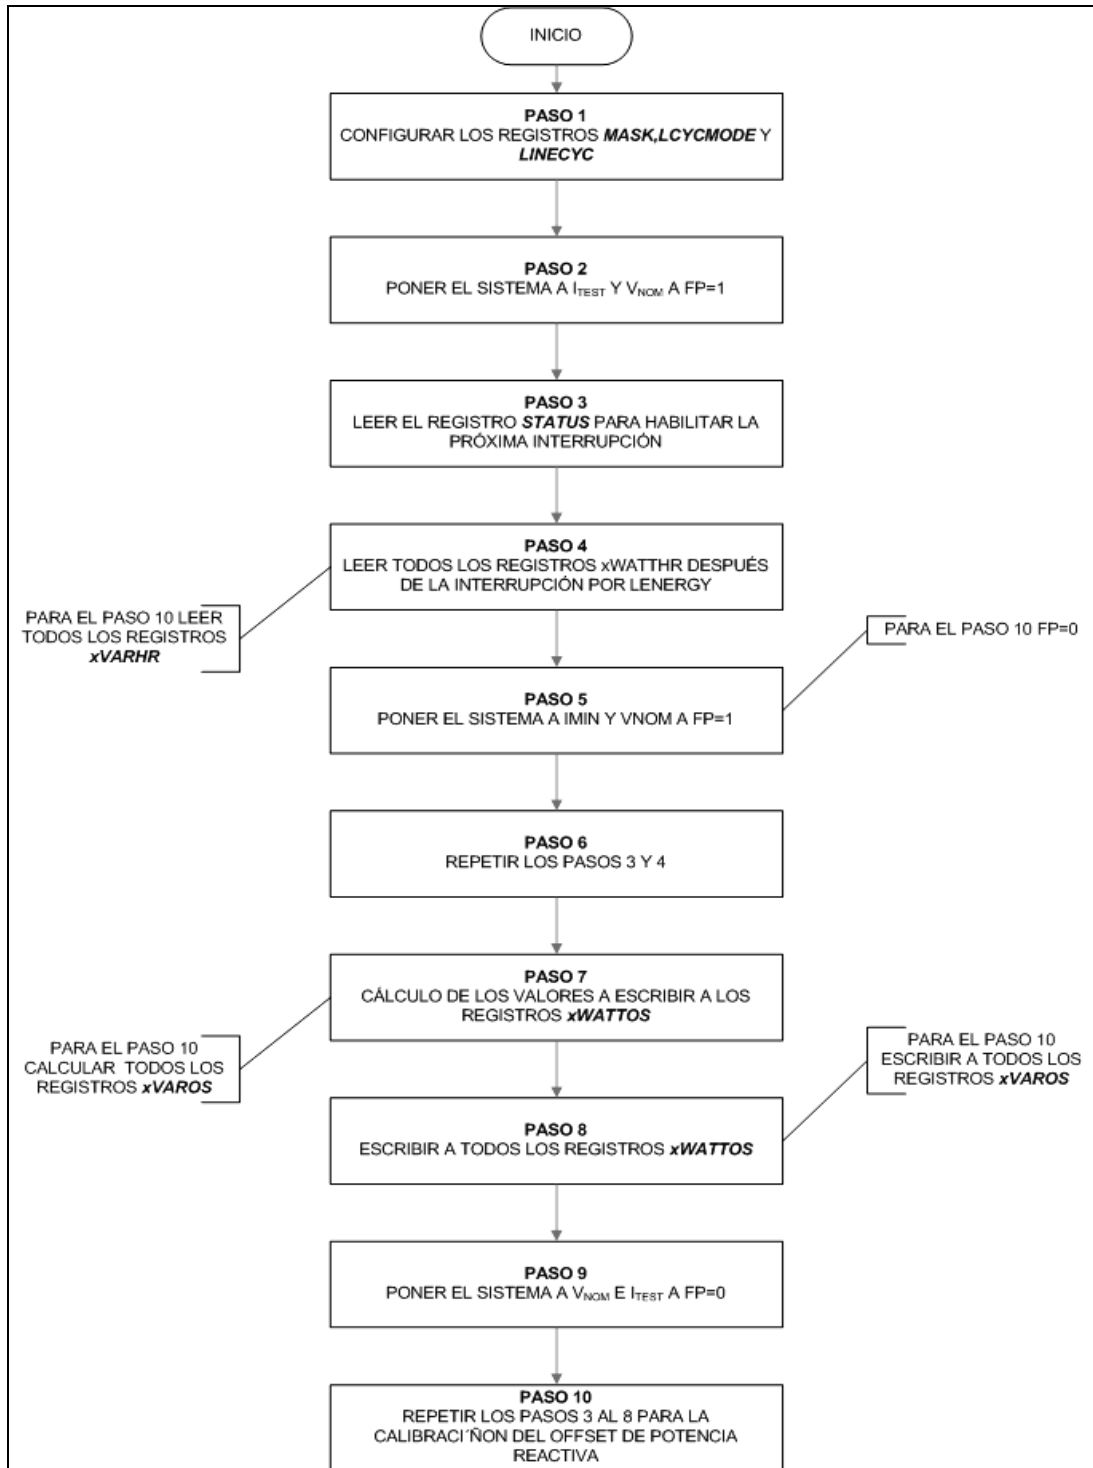 INICIO
PASO 1
CONFIGURAR LOS REGISTROS MASK,LCYCMODE Y
LINECYC
PASO 2
PONER EL SISTEMA A ITEST Y VNOM A FP=1
PASO 3
LEER EL REGISTRO STATUS PARA HABILITAR LA
PRÓXIMA INTERRUPCIÓN
PASO 4
LEER TODOS LOS REGISTROS xWATTHR DESPUÉS
DE LA INTERRUPCIÓN POR LENERGY
PARA EL PASO 10 LEER
TODOS LOS REGISTROS
xVARHR
PARA EL PASO 10 FP=0
PASO 5
PONER EL SISTEMA A IMIN Y VNOM A FP=1
PASO 6
REPETIR LOS PASOS 3 Y 4
PASO 7
CÁLCULO DE LOS VALORES A ESCRIBIR A LOS
REGISTROS xWATTOS
PARA EL PASO 10
CALCULAR TODOS LOS
REGISTROS xVAROS
PARA EL PASO 10
ESCRIBIR A TODOS LOS
REGISTROS xVAROS
PASO 8
ESCRIBIR A TODOS LOS REGISTROS xWATTOS
PASO 9
PONER EL SISTEMA A VNOM E ITEST A FP=0
PASO 10
REPETIR LOS PASOS 3 AL 8 PARA LA
CALIBRACI´ÑON DEL OFFSET DE POTENCIA
REACTIVA